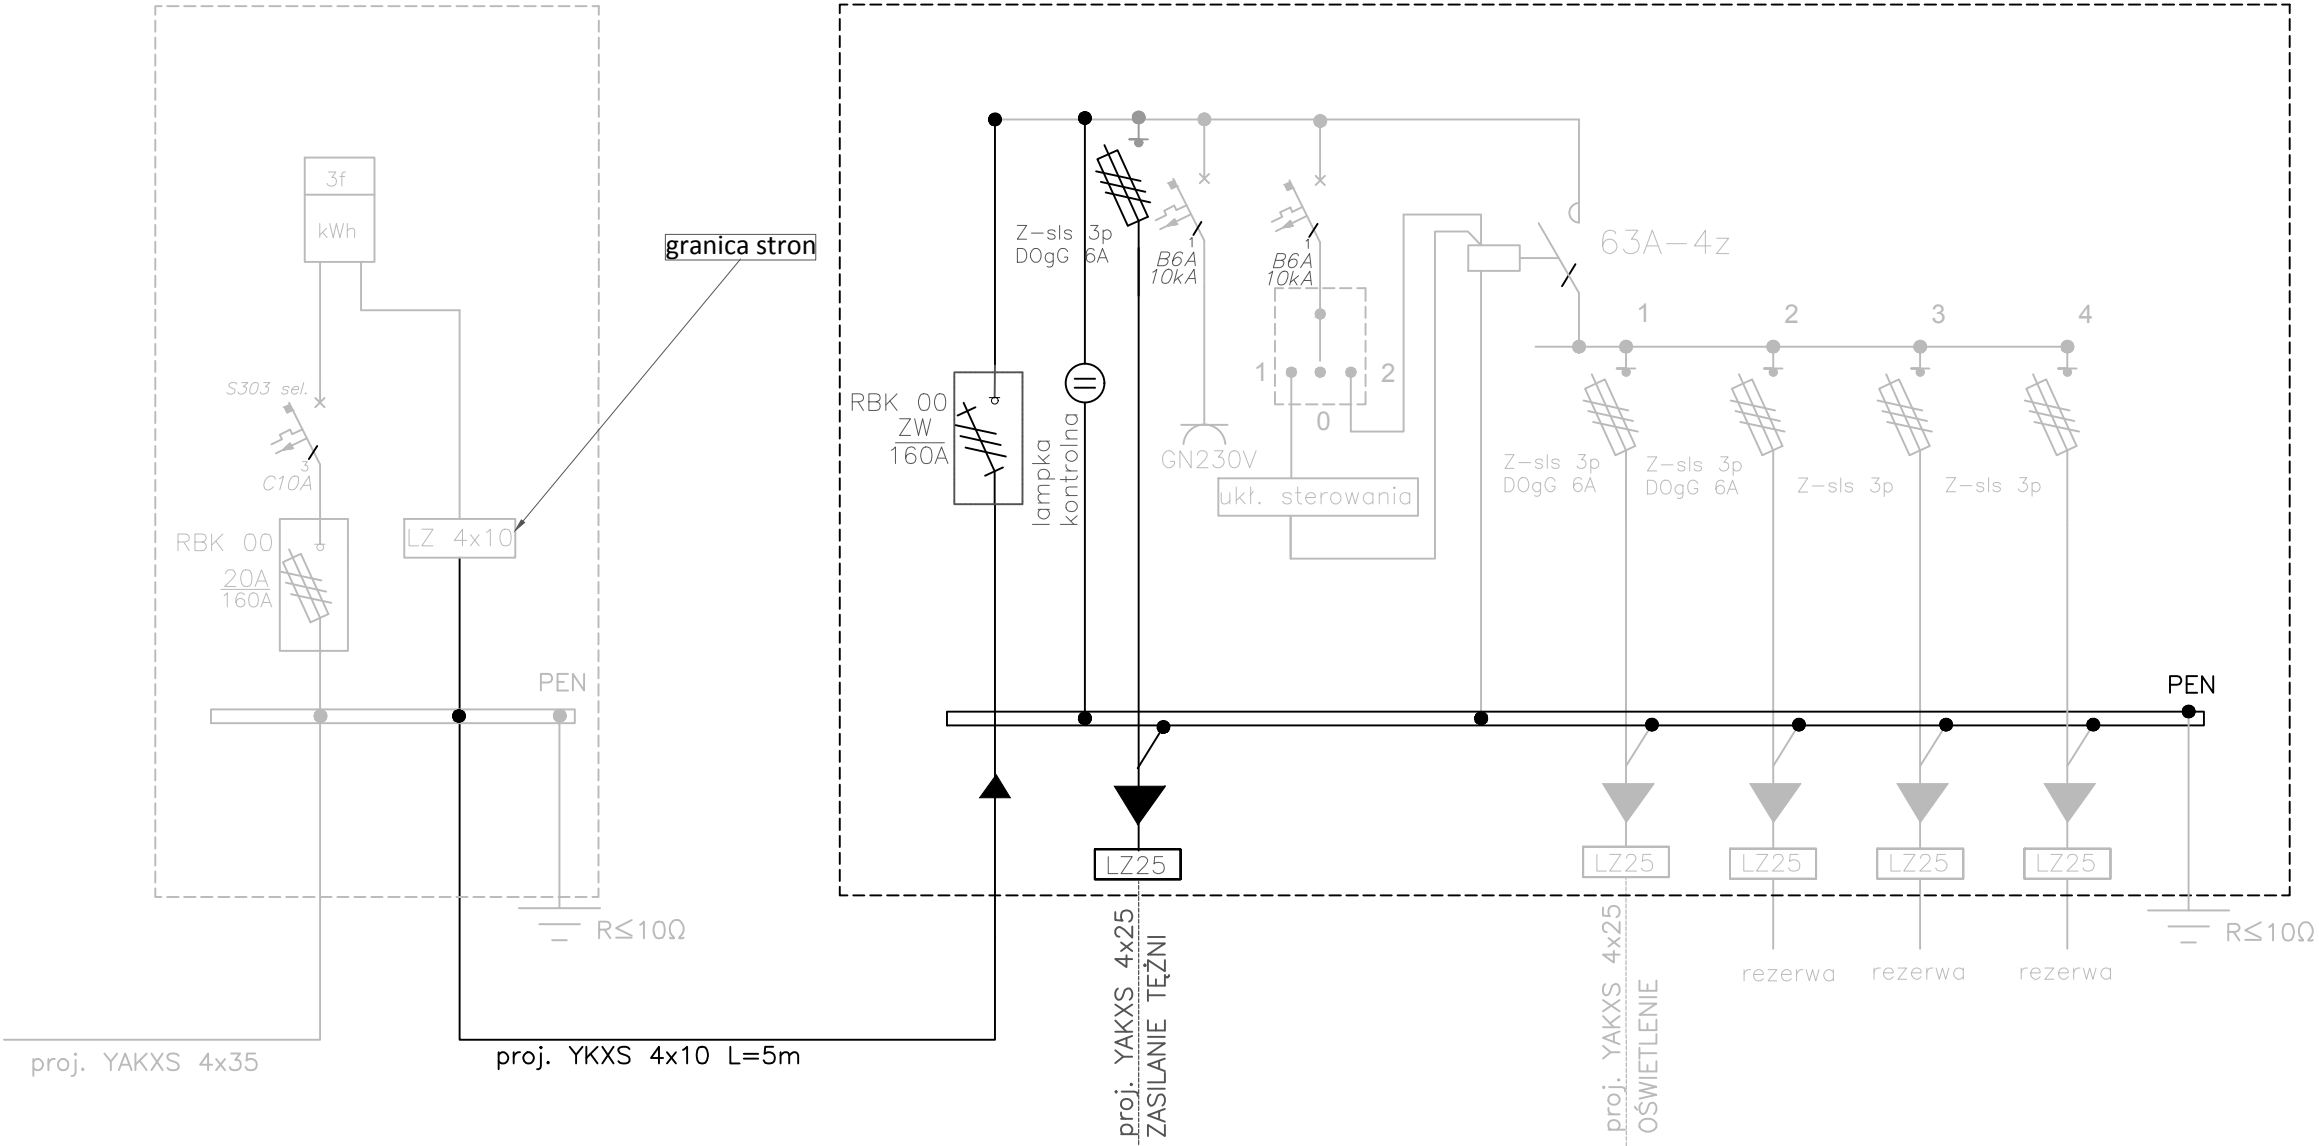 3f
kWh
granica stron
S303 sel.
3
C10A
RBK 00
20A
160A
LZ 4x10
PEN
R≤10Ω
proj. YAKXS 4x35
proj. YKXS 4x10 L=5m
RBK 00
ZW
160A
lampka
kontrolna
Z-sls 3p
DOgG 6A
1
B6A
10kA
1
B6A
10kA
GN230V
1
2
0
ukł. sterowania
63A-4z
1
2
3
4
Z-sls 3p
DOgG 6A
Z-sls 3p
DOgG 6A
Z-sls 3p
Z-sls 3p
PEN
LZ25
LZ25
LZ25
LZ25
LZ25
proj. YAKXS 4x25
ZASILANIE TĘŻNI
proj. YAKXS 4x25
OŚWIETLENIE
rezerwa
rezerwa
rezerwa
R≤10Ω